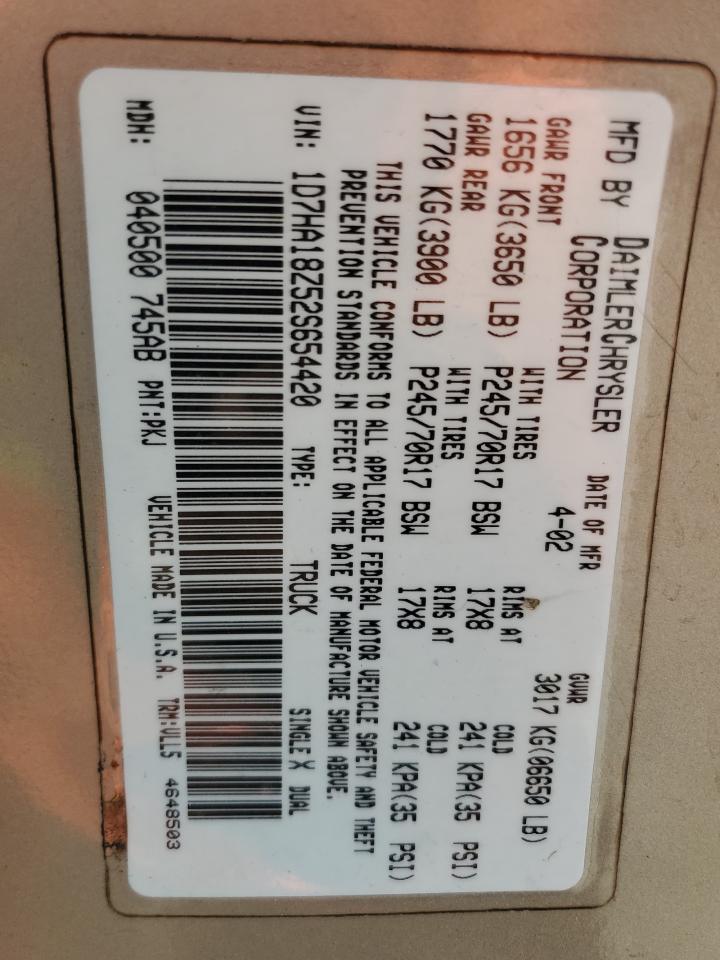 MFD BY DAIMLERCHRYSLER CORPORATION
DATE OF MFR 4-02
GVWR 3017 KG(06650 LB)
GAWR FRONT WITH TIRES RIMS AT COLD
1656 KG(3650 LB) P245/70R17 BSW 17X8 241 KPA(35 PSI)
GAWR REAR WITH TIRES RIMS AT COLD
1770 KG(3900 LB) P245/70R17 BSW 17X8 241 KPA(35 PSI)
THIS VEHICLE CONFORMS TO ALL APPLICABLE FEDERAL MOTOR VEHICLE SAFETY AND THEFT
PREVENTION STANDARDS IN EFFECT ON THE DATE OF MANUFACTURE SHOWN ABOVE.
VIN: 1D7HA18Z52S654420 TYPE: TRUCK SINGLE X DUAL
MDH: 040500 745AB PNT:PKJ VEHICLE MADE IN U.S.A. TRM:VLL5 4648503